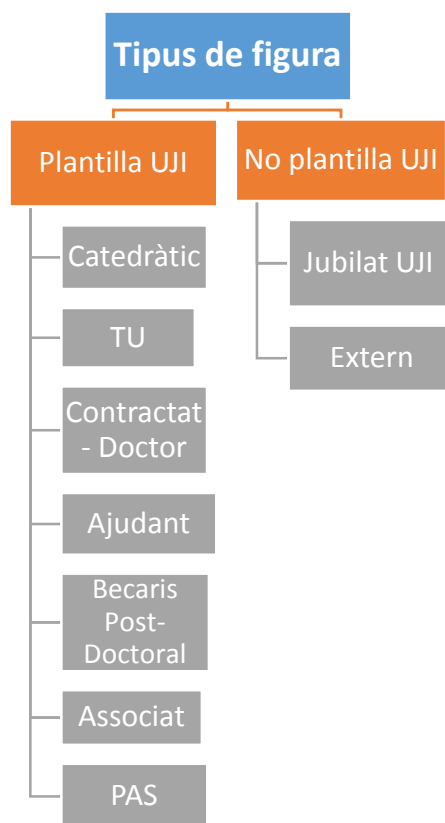 Tipus de figura
Plantilla UJI
No plantilla UJI
Catedràtic
TU
Contractat
- Doctor
Ajudant
Becaris
Post-
Doctoral
Associat
PAS
Jubilat UJI
Extern